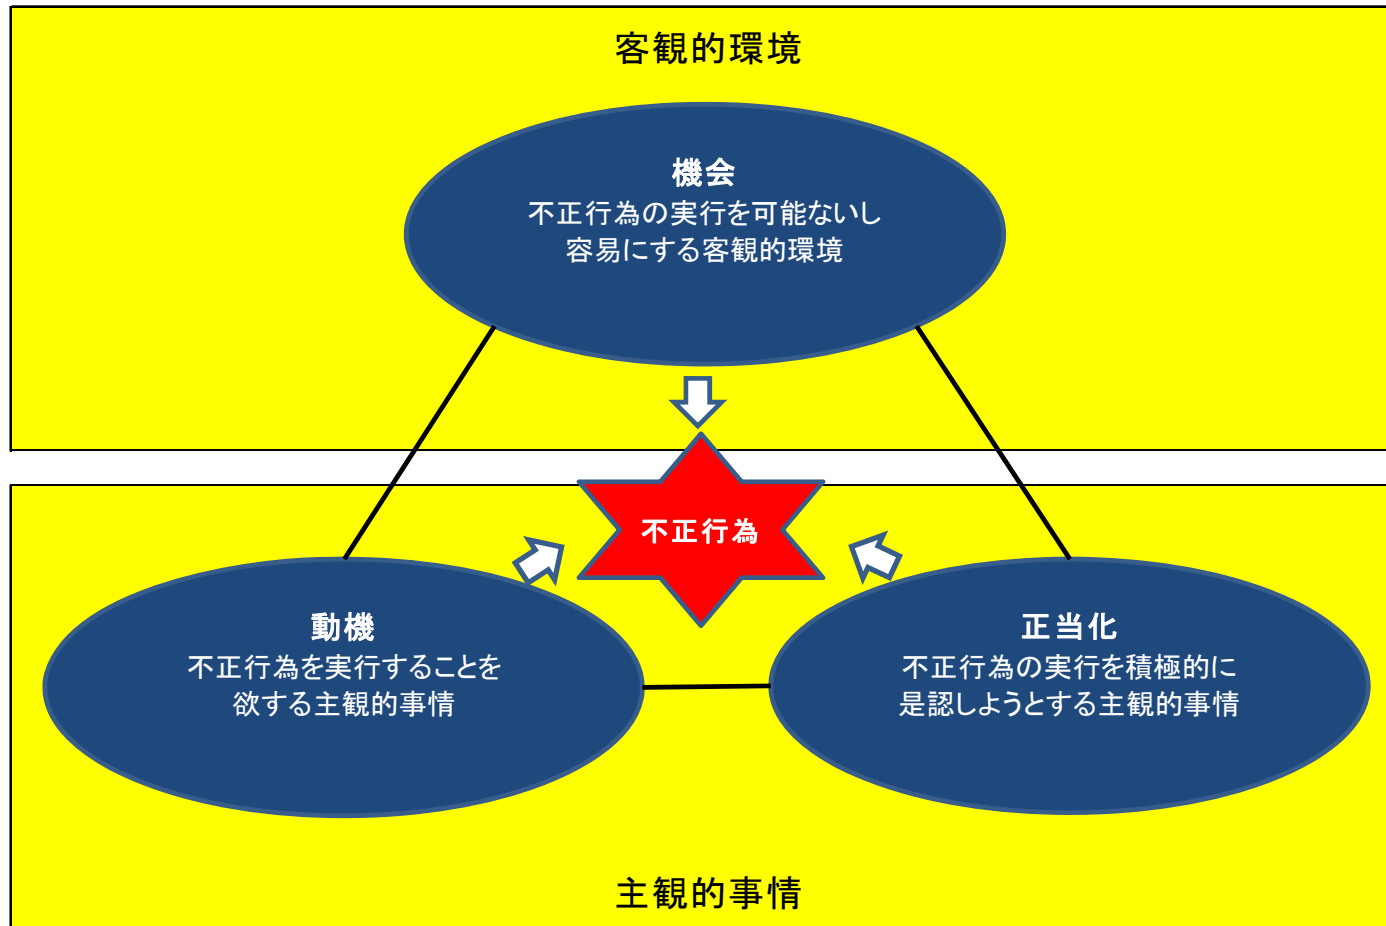 客観的環境
機会
不正行為の実行を可能ないし
容易にする客観的環境
不正行為
動機
不正行為を実行することを
欲する主観的事情
正当化
不正行為の実行を積極的に
是認しようとする主観的事情
主観的事情